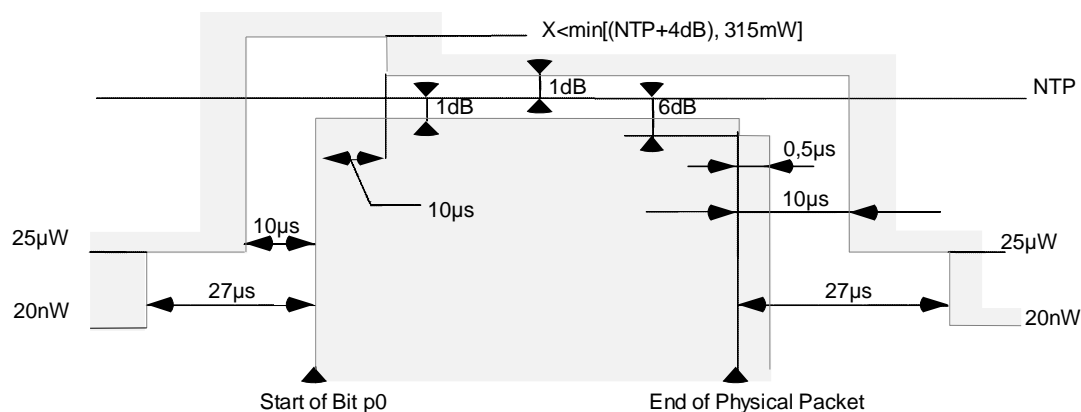 X<min[(NTP+4dB), 315mW]
NTP
1dB
1dB
6dB
0,5µs
10µs
10µs
10µs
25µW
25µW
27µs
27µs
20nW
20nW
Start of Bit p0
End of Physical Packet